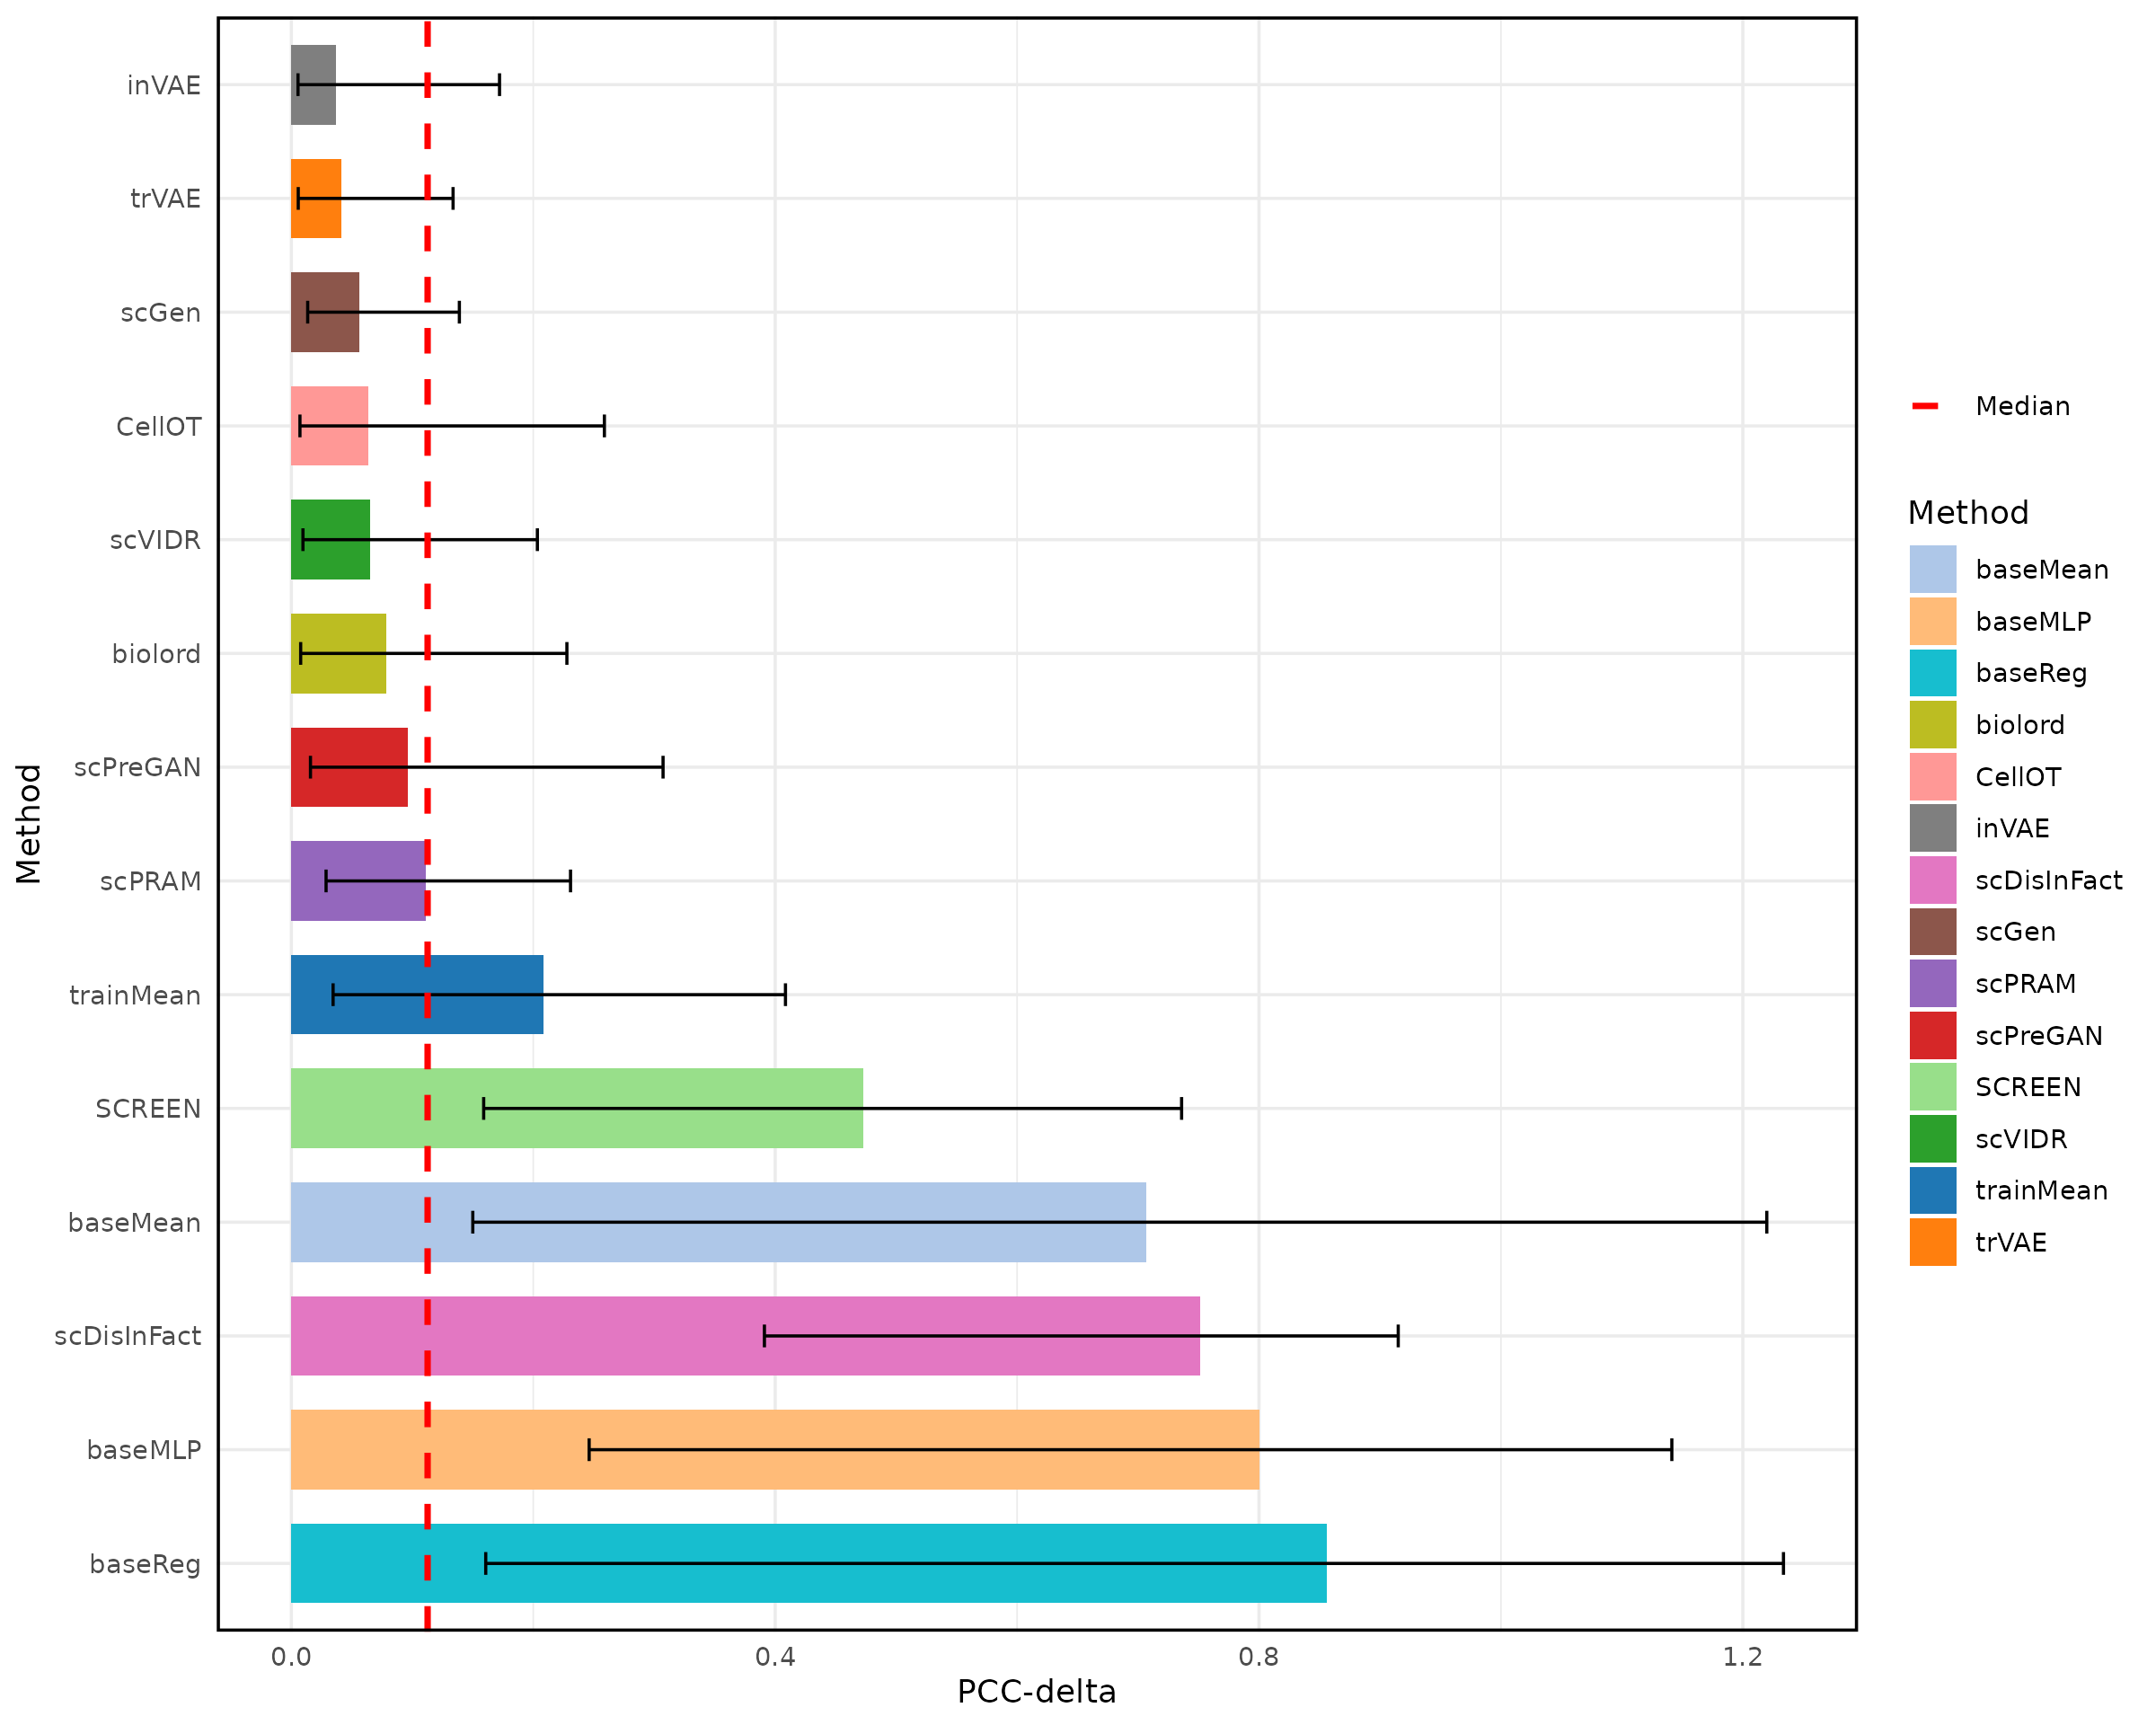 inVAE
trVAE
scGen
CellOT
scVIDR
biolord
scPreGAN
scPRAM
trainMean
SCREEN
baseMean
scDisInFact
baseMLP
baseReg
Method
0.0 0.4 0.8 1.2
PCC-delta
Median
Method
baseMean
baseMLP
baseReg
biolord
CellOT
inVAE
scDisInFact
scGen
scPRAM
scPreGAN
SCREEN
scVIDR
trainMean
trVAE